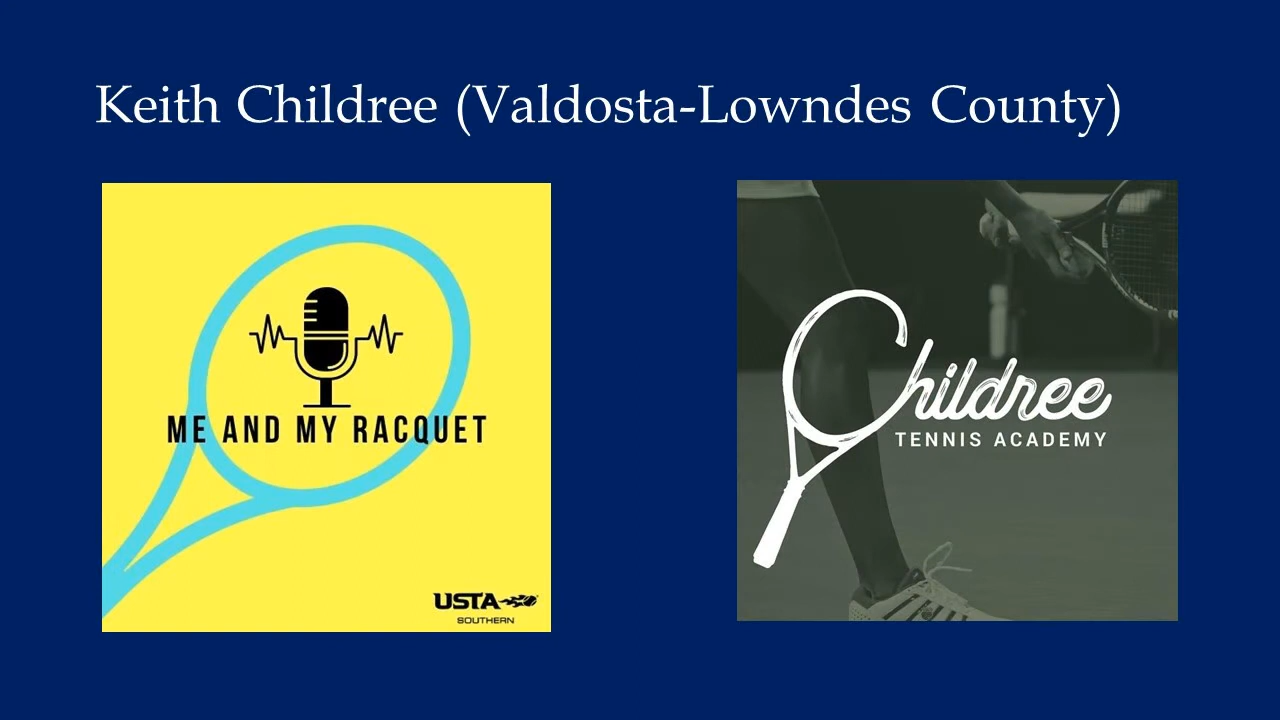 Keith Childree (Valdosta-Lowndes County)
ME AND MY RACQUET
USTA
SOUTHERN
Childree
TENNIS ACADEMY